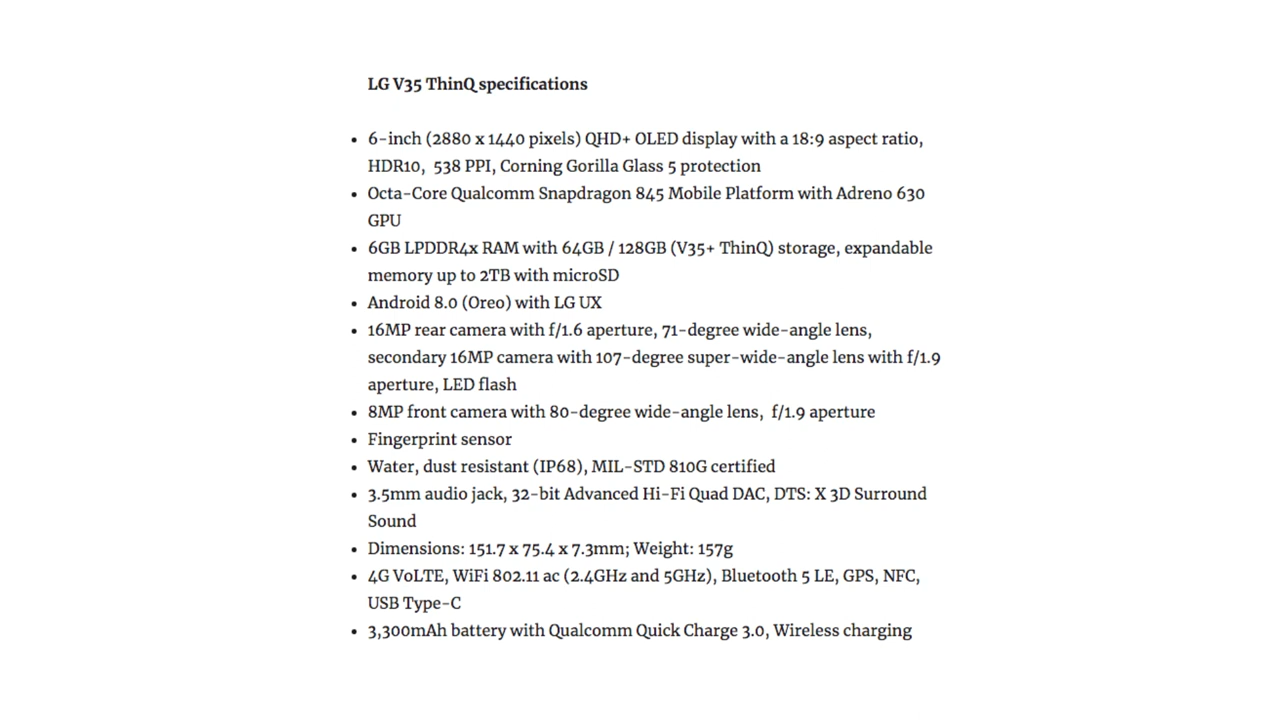 LG V35 ThinQ specifications
• 6-inch (2880 x 1440 pixels) QHD+ OLED display with a 18:9 aspect ratio,
HDR10,  538 PPI, Corning Gorilla Glass 5 protection
• Octa-Core Qualcomm Snapdragon 845 Mobile Platform with Adreno 630
GPU
• 6GB LPDDR4x RAM with 64GB / 128GB (V35+ ThinQ) storage, expandable
memory up to 2TB with microSD
• Android 8.0 (Oreo) with LG UX
• 16MP rear camera with f/1.6 aperture, 71-degree wide-angle lens,
secondary 16MP camera with 107-degree super-wide-angle lens with f/1.9
aperture, LED flash
• 8MP front camera with 80-degree wide-angle lens,  f/1.9 aperture
• Fingerprint sensor
• Water, dust resistant (IP68), MIL-STD 810G certified
• 3.5mm audio jack, 32-bit Advanced Hi-Fi Quad DAC, DTS: X 3D Surround
Sound
• Dimensions: 151.7 x 75.4 x 7.3mm; Weight: 157g
• 4G VoLTE, WiFi 802.11 ac (2.4GHz and 5GHz), Bluetooth 5 LE, GPS, NFC,
USB Type-C
• 3,300mAh battery with Qualcomm Quick Charge 3.0, Wireless charging